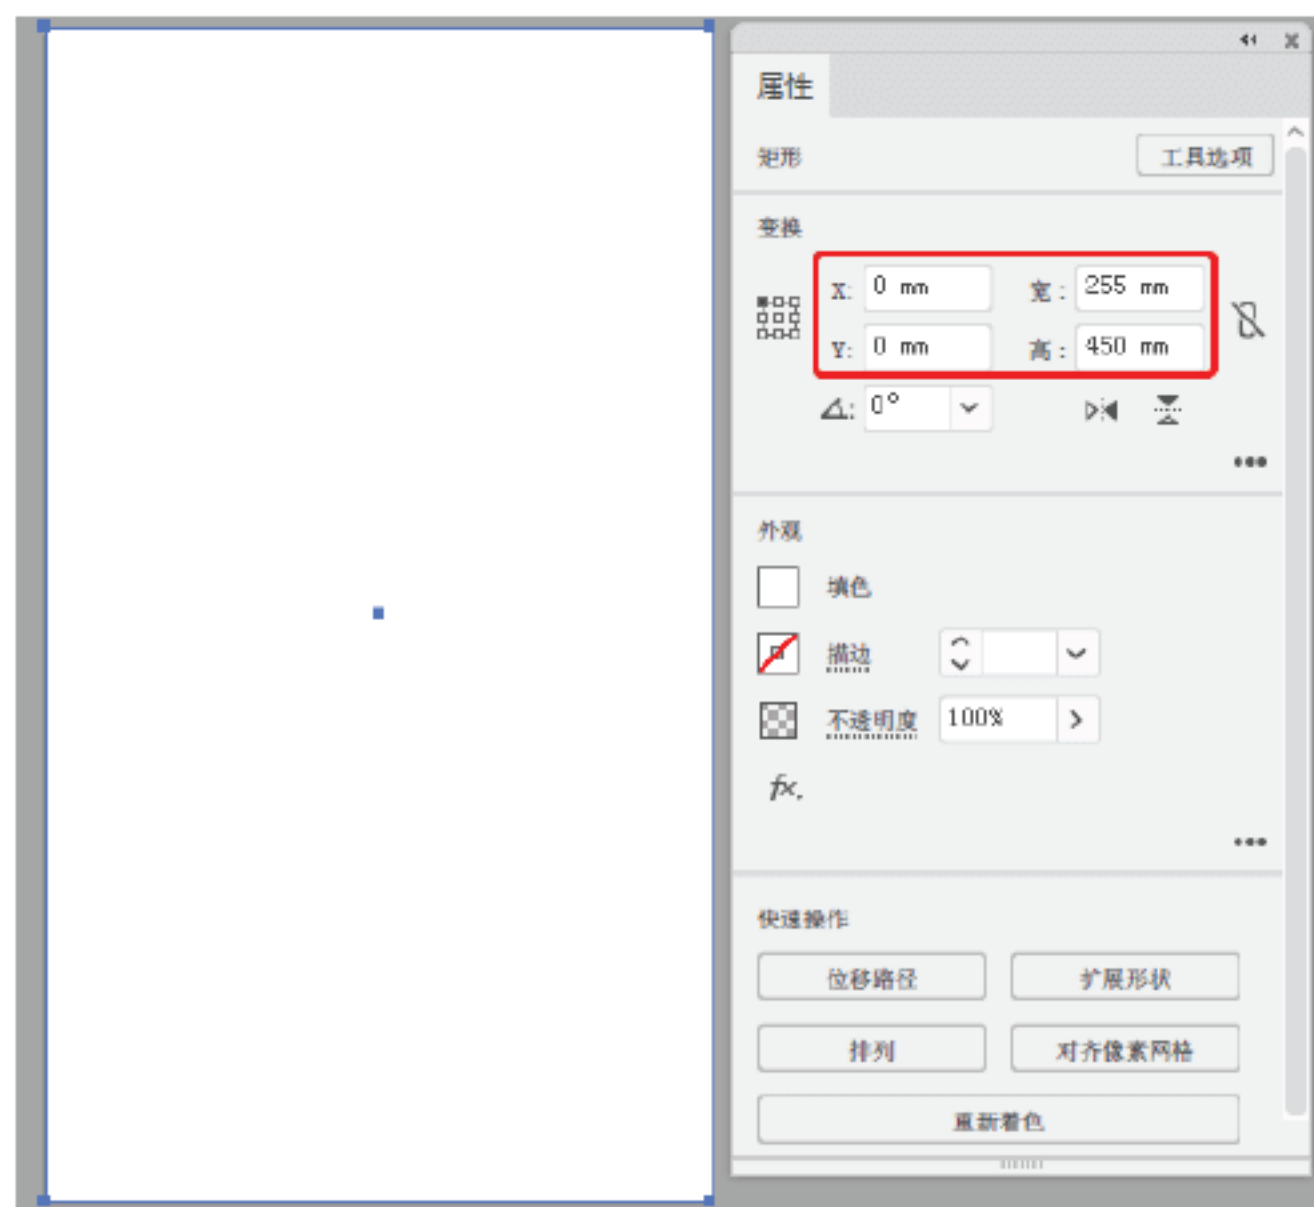 属性
矩形 工具选项
变换
X: 0 mm 宽: 255 mm
Y: 0 mm 高: 450 mm
0°
外观
填色
描边
不透明度 100%
fx.
快速操作
位移路径 扩展形状
排列 对齐像素网格
重新着色